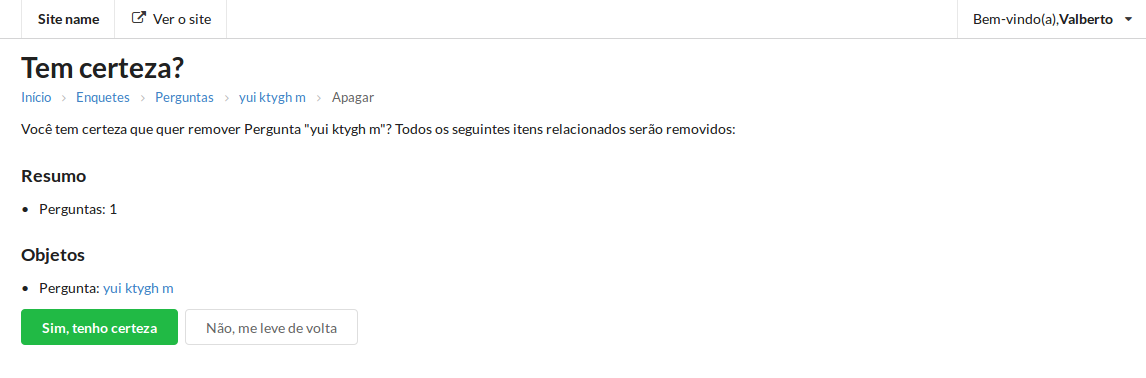 Site name Ver o site Bem-vindo(a),Valberto
Tem certeza?
Início › Enquetes › Perguntas › yui ktygh m › Apagar
Você tem certeza que quer remover Pergunta "yui ktygh m"? Todos os seguintes itens relacionados serão removidos:
Resumo
• Perguntas: 1
Objetos
• Pergunta: yui ktygh m
Sim, tenho certeza Não, me leve de volta